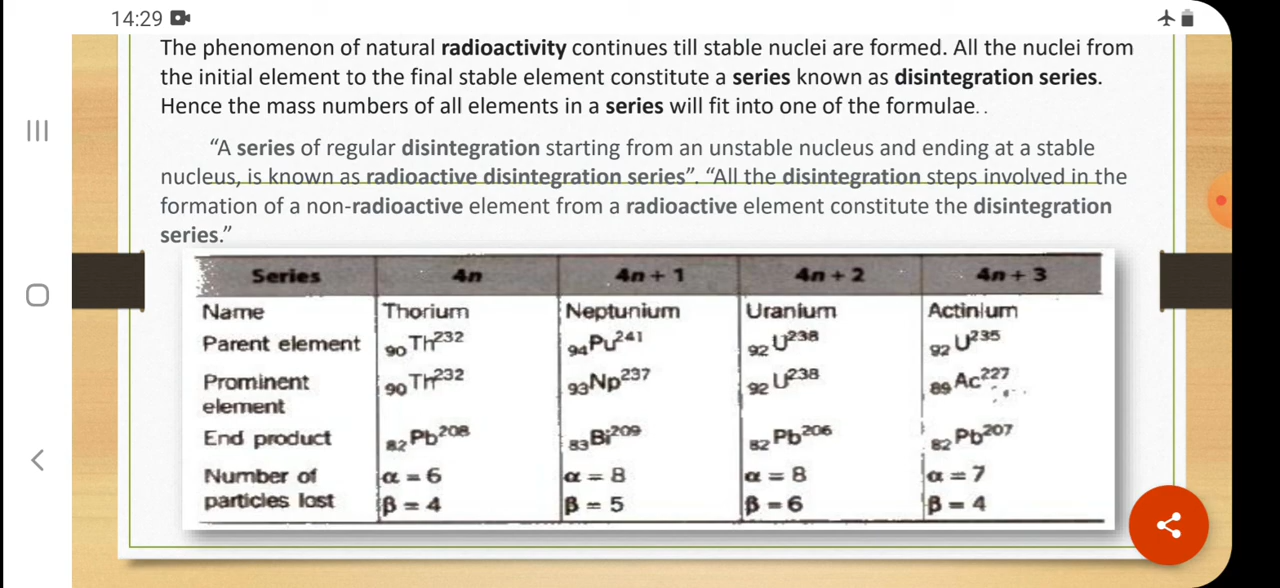 14:29
The phenomenon of natural radioactivity continues till stable nuclei are formed. All the nuclei from
the initial element to the final stable element constitute a series known as disintegration series.
Hence the mass numbers of all elements in a series will fit into one of the formulae. .
“A series of regular disintegration starting from an unstable nucleus and ending at a stable
nucleus, is known as radioactive disintegration series”. “All the disintegration steps involved in the
formation of a non-radioactive element from a radioactive element constitute the disintegration
series.”
Series 4n 4n + 1 4n + 2 4n + 3
Name Thorium Neptunium Uranium Actinium
Parent element ₉₀Th²³² ₉₄Pu²⁴¹ ₉₂U²³⁸ ₉₂U²³⁵
Prominent ₉₀Th²³² ₉₃Np²³⁷ ₉₂U²³⁸ ₈₉Ac²²⁷
element
End product ₈₂Pb²⁰⁸ ₈₃Bi²⁰⁹ ₈₂Pb²⁰⁶ ₈₂Pb²⁰⁷
Number of α = 6 α = 8 α = 8 α = 7
particles lost β = 4 β = 5 β = 6 β = 4